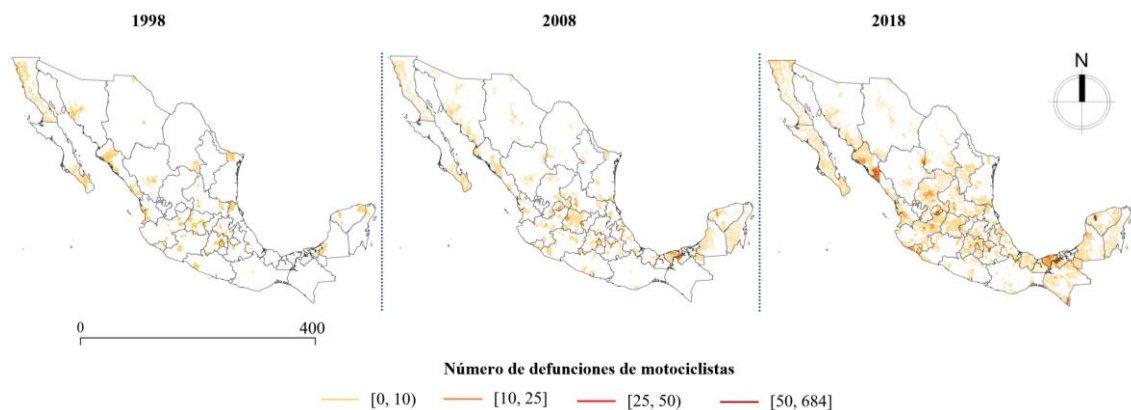 1998
2008
2018
N
0 400
Número de defunciones de motociclistas
[0, 10) [10, 25] [25, 50) [50, 684]